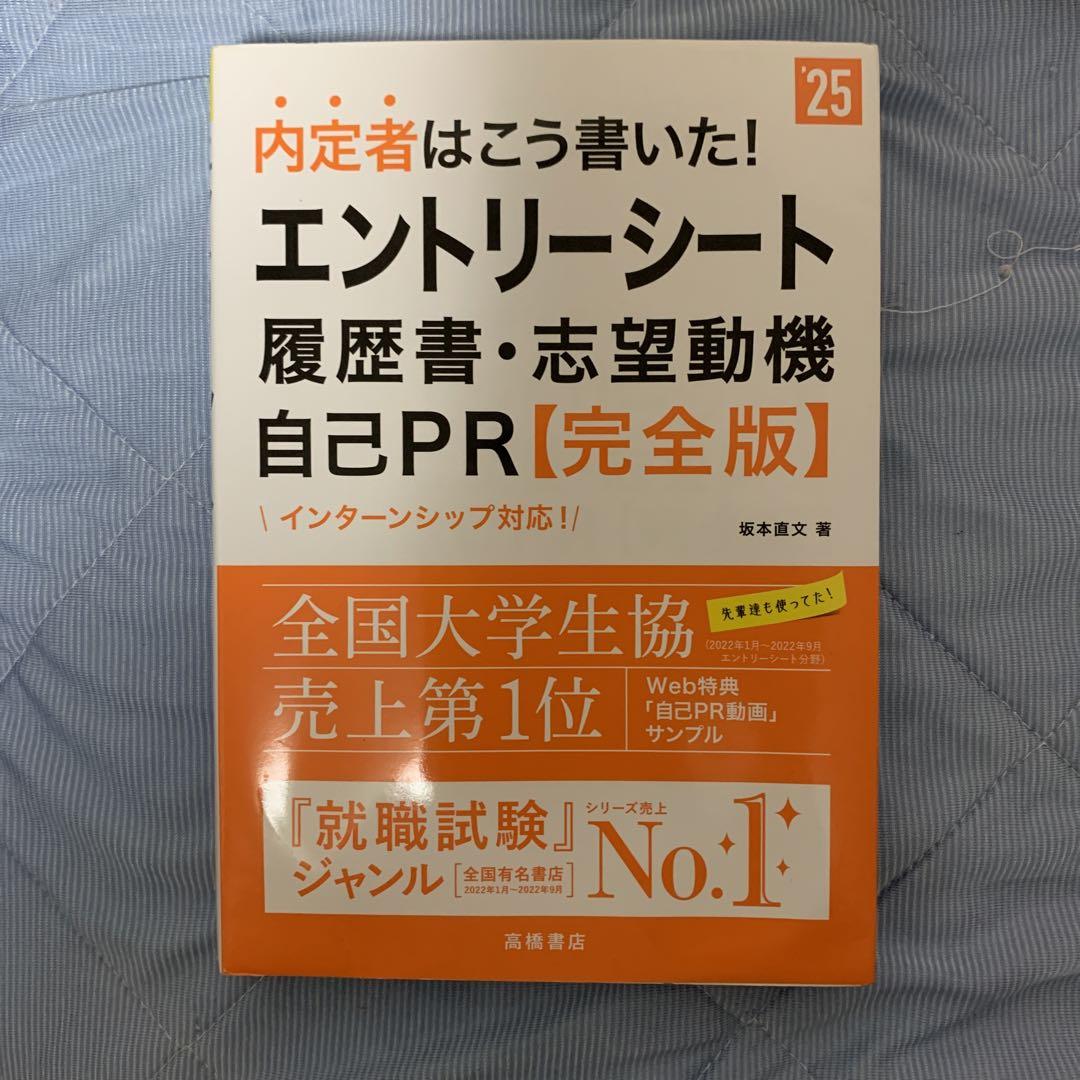 '25
内定者はこう書いた!
エントリーシート
履歴書・志望動機
自己PR【完全版】
\ インターンシップ対応! /
坂本直文 著
先輩達も使ってた!
全国大学生協
(2022年1月〜2022年9月
エントリーシート分野)
売上第1位
Web特典
「自己PR動画」
サンプル
『就職試験』
ジャンル
[全国有名書店
2022年1月〜2022年9月]
シリーズ売上
No.1
高橋書店